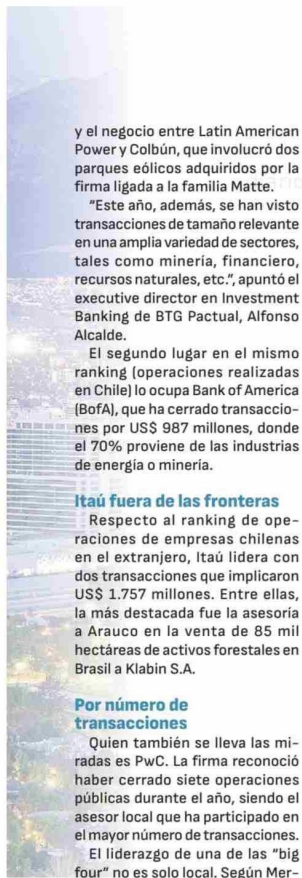 y el negocio entre Latin American
Power y Colbún, que involucró dos
parques eólicos adquiridos por la
firma ligada a la familia Matte.
“Este año, además, se han visto
transacciones de tamaño relevante
en una amplia variedad de sectores,
tales como minería, financiero,
recursos naturales, etc.”, apuntó el
executive director en Investment
Banking de BTG Pactual, Alfonso
Alcalde.
El segundo lugar en el mismo
ranking (operaciones realizadas
en Chile) lo ocupa Bank of America
(BofA), que ha cerrado transaccio-
nes por US$ 987 millones, donde
el 70% proviene de las industrias
de energía o minería.
Itaú fuera de las fronteras
Respecto al ranking de ope-
raciones de empresas chilenas
en el extranjero, Itaú lidera con
dos transacciones que implicaron
US$ 1.757 millones. Entre ellas,
la más destacada fue la asesoría
a Arauco en la venta de 85 mil
hectáreas de activos forestales en
Brasil a Klabin S.A.
Por número de
transacciones
Quien también se lleva las mi-
radas es PwC. La firma reconoció
haber cerrado siete operaciones
públicas durante el año, siendo el
asesor local que ha participado en
el mayor número de transacciones.
El liderazgo de una de las “big
four” no es solo local. Según Mer-